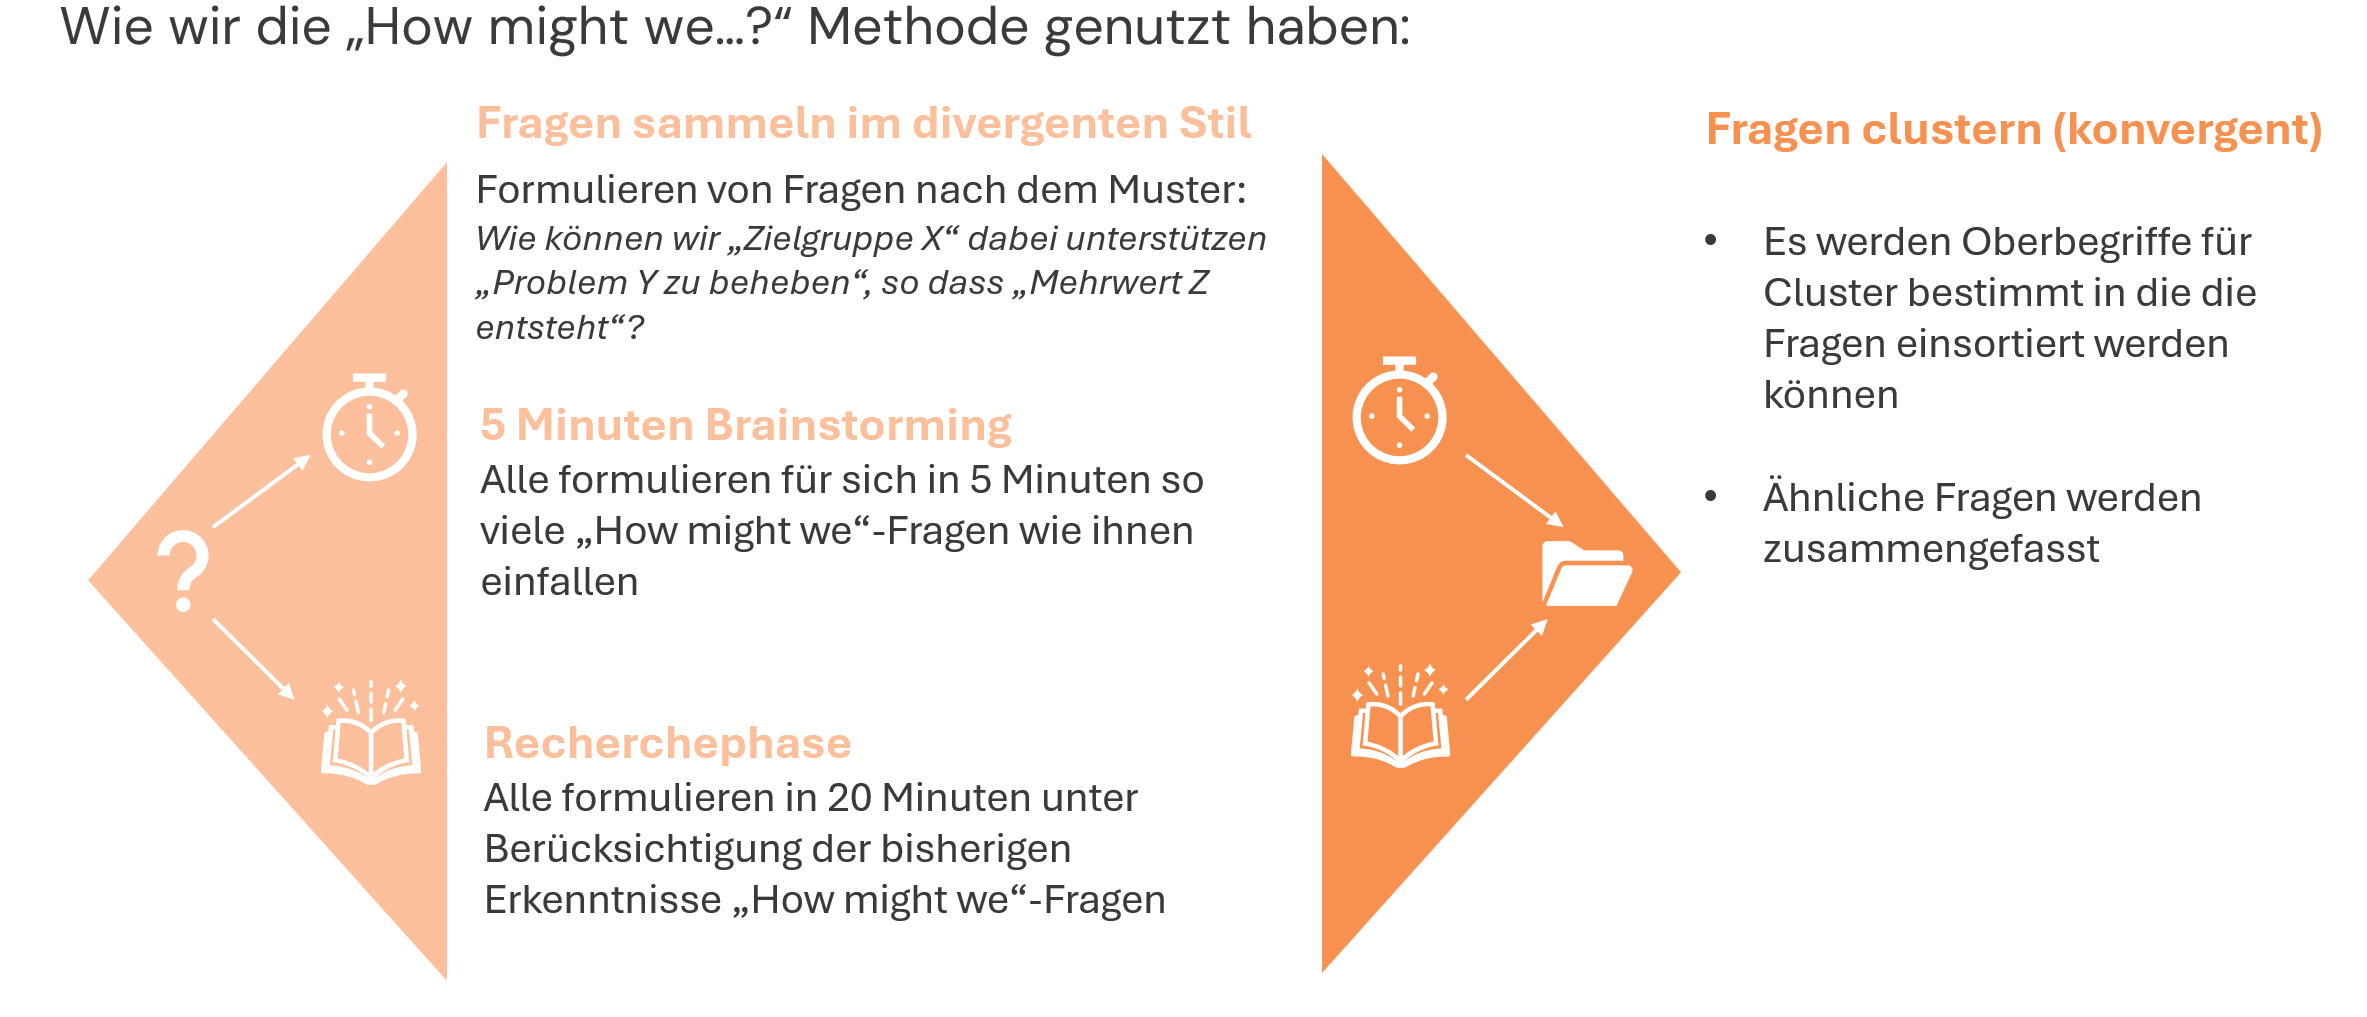 Wie wir die „How might we…?“ Methode genutzt haben:
Fragen sammeln im divergenten Stil
Formulieren von Fragen nach dem Muster:
Wie können wir „Zielgruppe X“ dabei unterstützen
„Problem Y zu beheben“, so dass „Mehrwert Z
entsteht“?
5 Minuten Brainstorming
Alle formulieren für sich in 5 Minuten so
viele „How might we“-Fragen wie ihnen
einfallen
Recherchephase
Alle formulieren in 20 Minuten unter
Berücksichtigung der bisherigen
Erkenntnisse „How might we“-Fragen
Fragen clustern (konvergent)
• Es werden Oberbegriffe für
Cluster bestimmt in die die
Fragen einsortiert werden
können
• Ähnliche Fragen werden
zusammengefasst